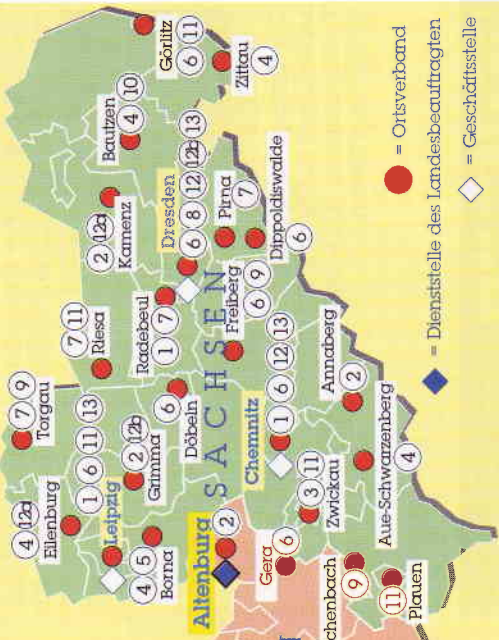 4 12a
Eilenburg
7 9
Torgau
1 6 11 13
Leipzig
4 5
Borna
2 12b
Grimma
7 11
Riesa
6
Döbeln
2 12a
Kamenz
Bautzen
4 10
Görlitz
6 11
Zittau
4
Radebeul
1 7
Dresden
6 8 12 12b 13
Pirna
7
Dippoldiswalde
6
SACHSEN
Freiberg
6 9
Altenburg
2
Chemnitz
1 6 12 13
Gera
6
3 11
Zwickau
Annaberg
2
Aue-Schwarzenberg
4
chenbach
9
11
Plauen
= Ortsverband
= Dienststelle des Landesbeauftragten
= Geschäftsstelle